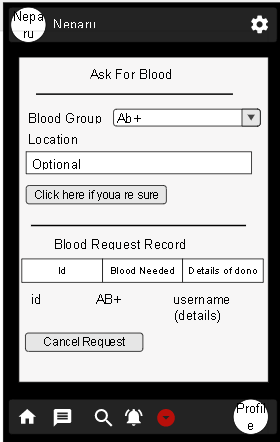 Nepa
ru
Neparu
Ask For Blood
Blood Group
Ab+
Location
Optional
Click here if youa re sure
Blood Request Record
Id
Blood Needed
Details of dono
id
AB+
username
(details)
Cancel Request
Profil
e